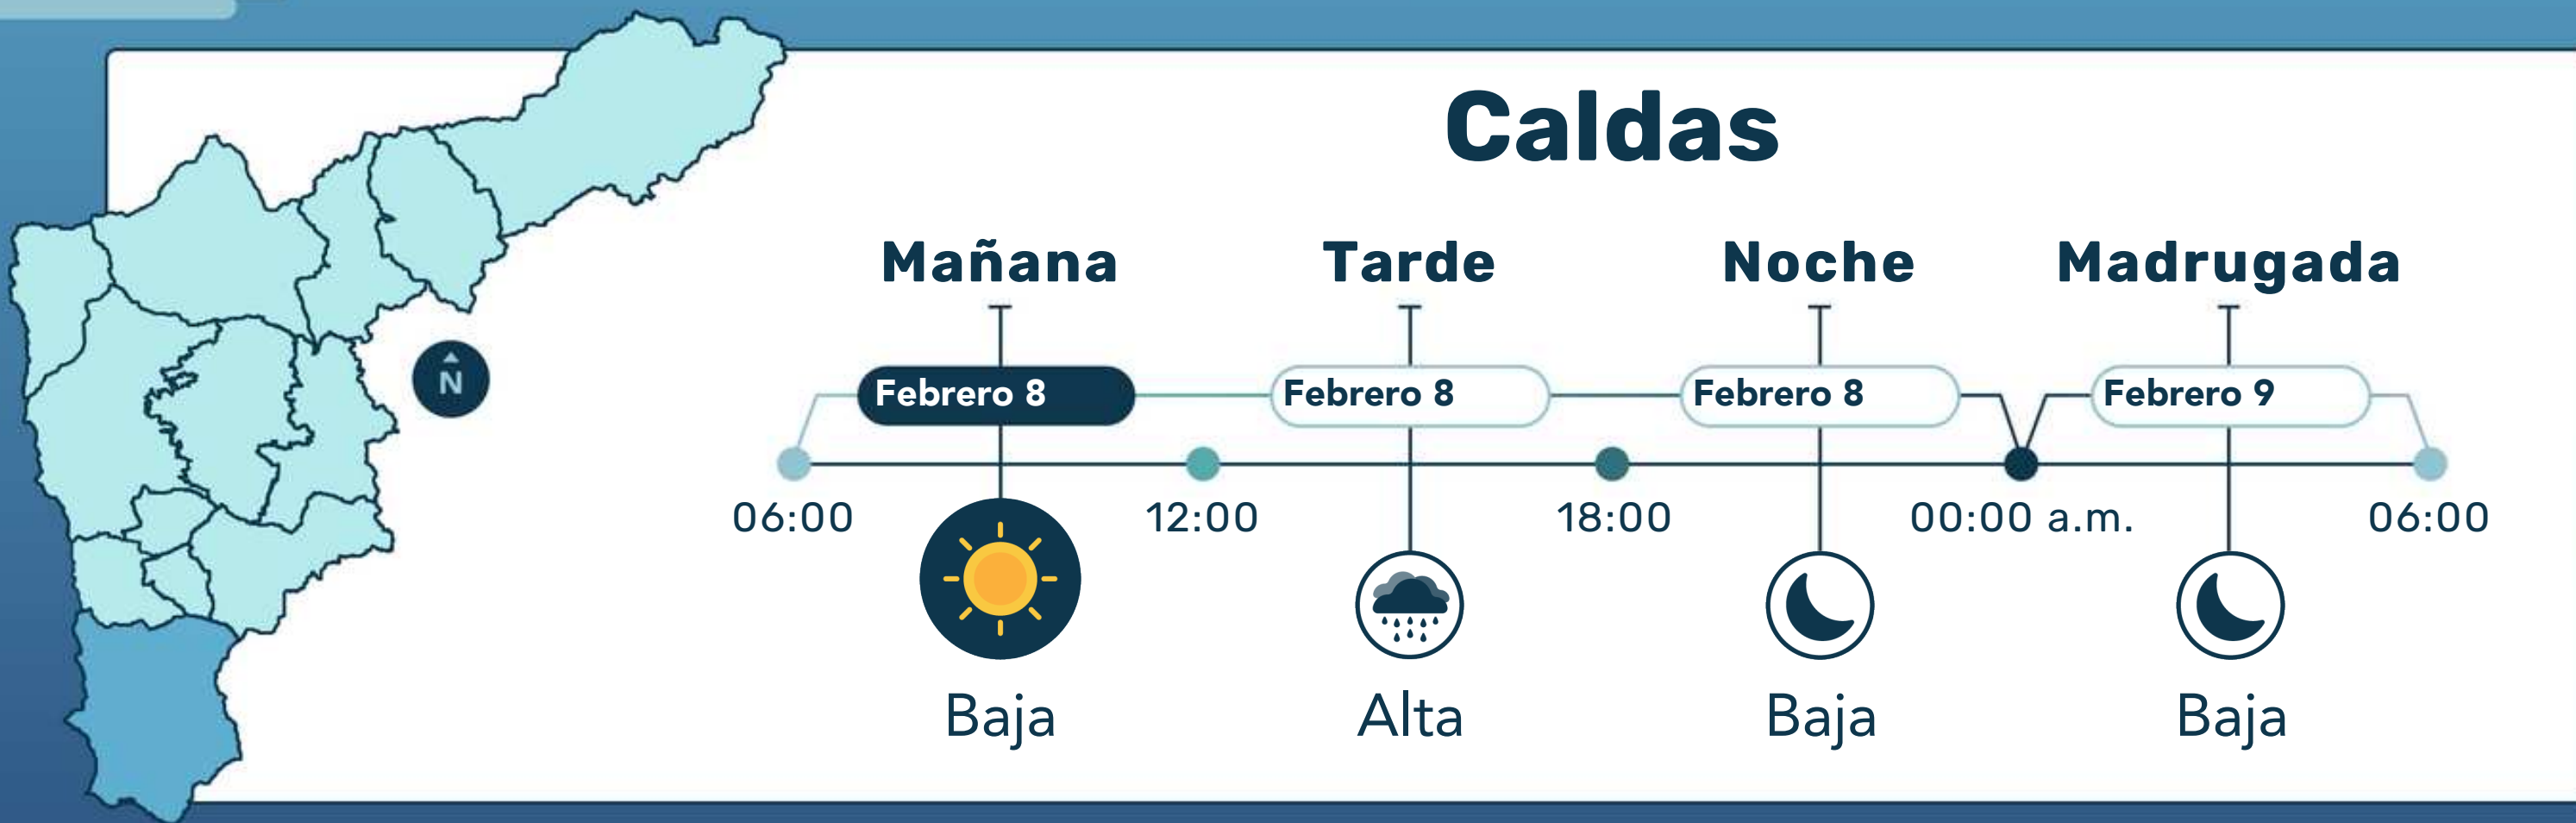 Caldas
Mañana Tarde Noche Madrugada
Febrero 8 Febrero 8 Febrero 8 Febrero 9
N
06:00 12:00 18:00 00:00 a.m. 06:00
Baja Alta Baja Baja